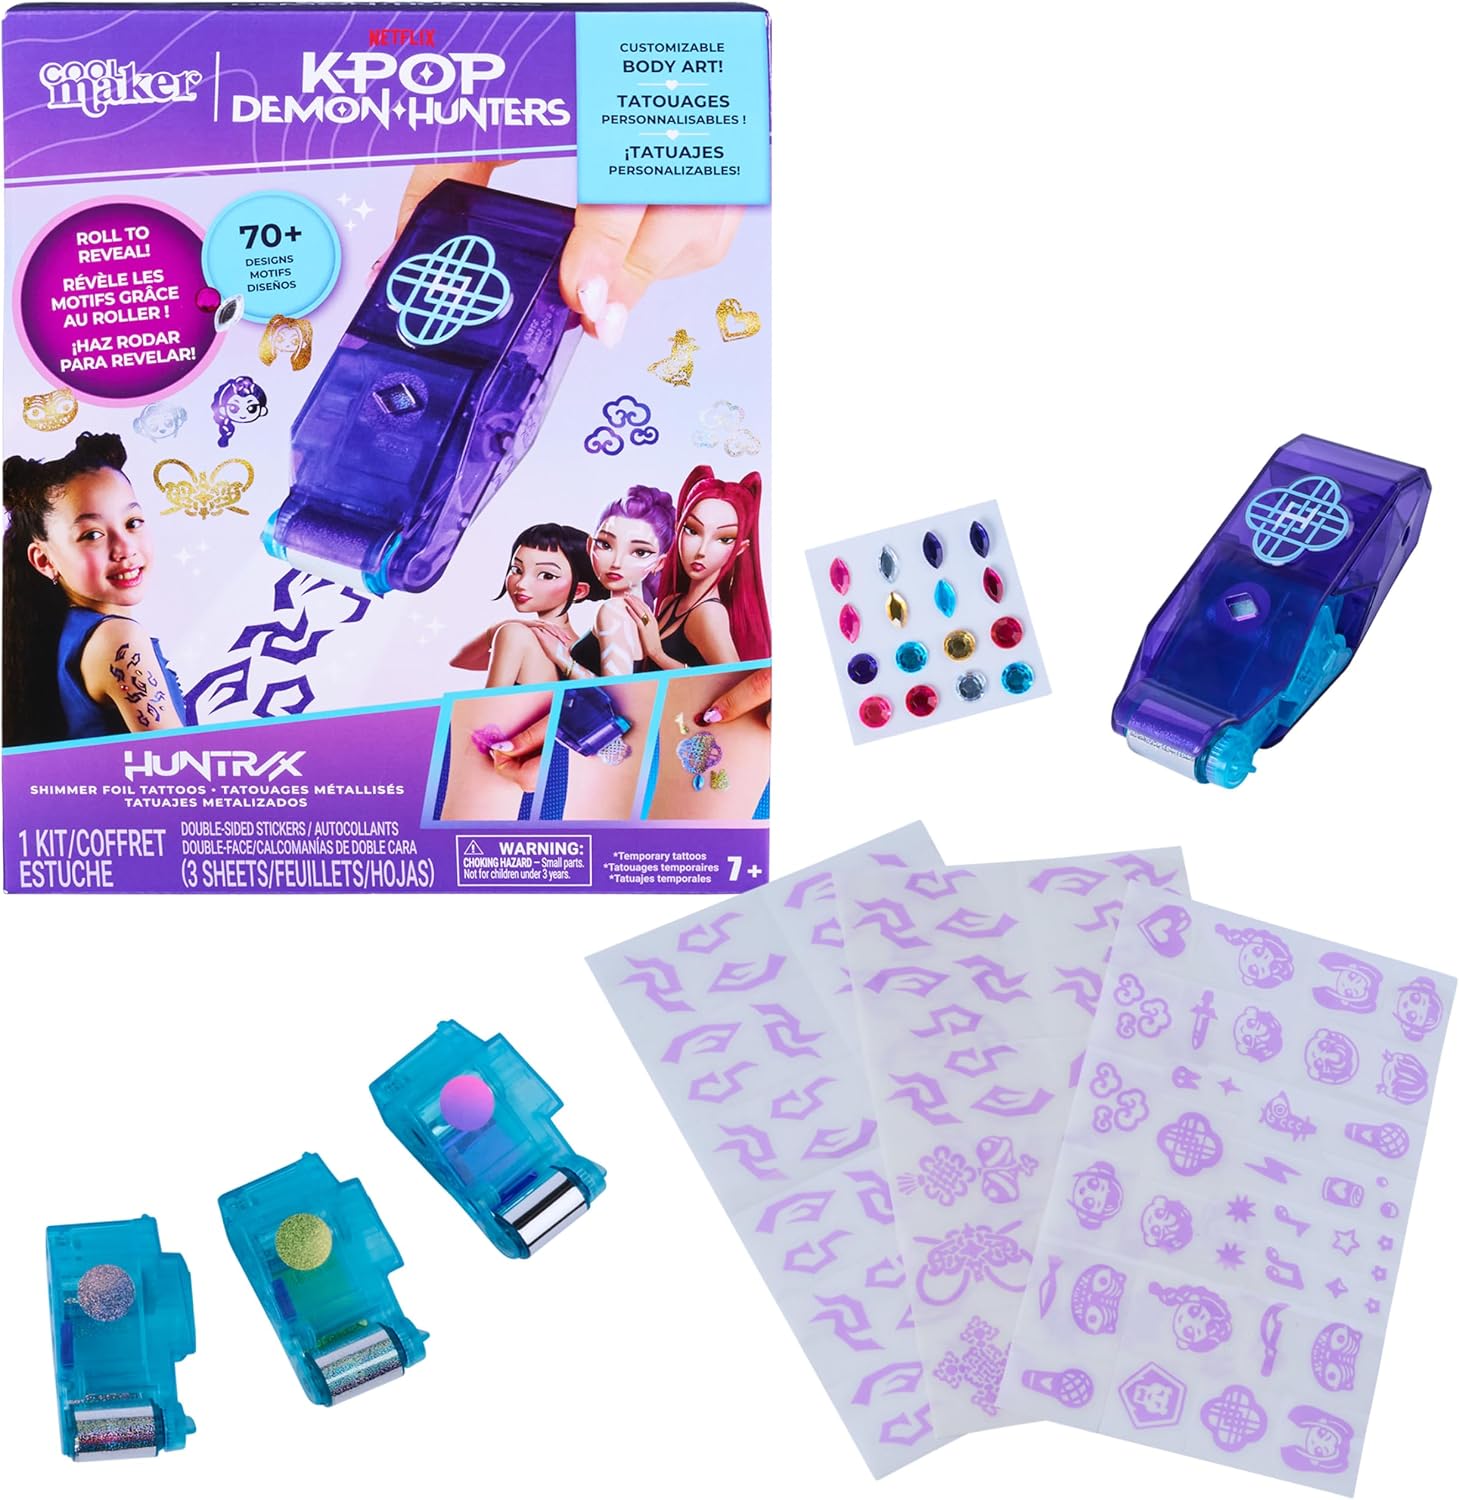 DEMON HUNTERS
NETFLIX
COOL
maker
K-POP
DEMON HUNTERS
CUSTOMIZABLE
BODY ART!
TATOUAGES
PERSONNALISABLES !
¡TATUAJES
PERSONALIZABLES!
ROLL TO
REVEAL!
RÉVÈLE LES
MOTIFS GRÂCE
AU ROLLER !
¡HAZ RODAR
PARA REVELAR!
70+
DESIGNS
MOTIFS
DISEÑOS
HUNTR/X
SHIMMER FOIL TATTOOS • TATOUAGES MÉTALLISÉS
TATUAJES METALIZADOS
1 KIT/COFFRET
ESTUCHE
DOUBLE-SIDED STICKERS / AUTOCOLLANTS
DOUBLE-FACE/CALCOMANÍAS DE DOBLE CARA
(3 SHEETS/FEUILLETS/HOJAS)
WARNING:
CHOKING HAZARD – Small parts.
Not for children under 3 years.
*Temporary tattoos
*Tatouages temporaires
*Tatuajes temporales
7+